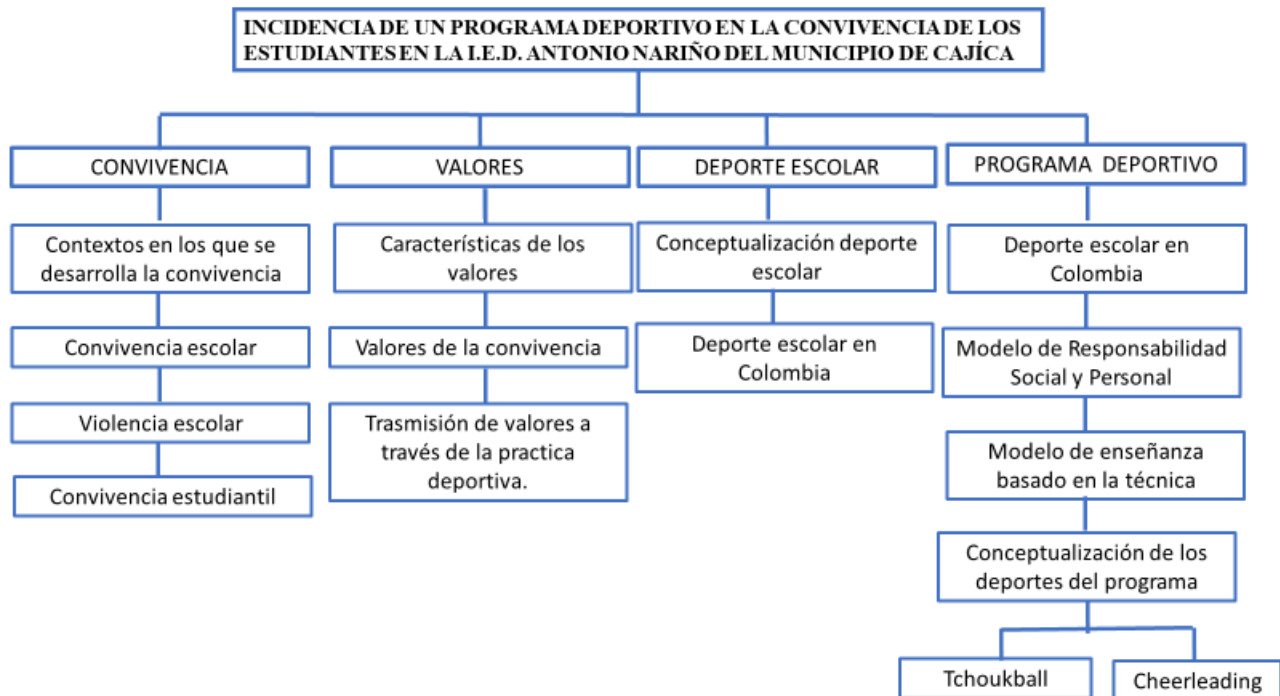 INCIDENCIA DE UN PROGRAMA DEPORTIVO EN LA CONVIVENCIA DE LOS
ESTUDIANTES EN LA I.E.D. ANTONIO NARIÑO DEL MUNICIPIO DE CAJÍCA
CONVIVENCIA
Contextos en los que se
desarrolla la convivencia
Convivencia escolar
Violencia escolar
Convivencia estudiantil
VALORES
Características de los
valores
Valores de la convivencia
Trasmisión de valores a
través de la practica
deportiva.
DEPORTE ESCOLAR
Conceptualización deporte
escolar
Deporte escolar en
Colombia
PROGRAMA DEPORTIVO
Deporte escolar en
Colombia
Modelo de Responsabilidad
Social y Personal
Modelo de enseñanza
basado en la técnica
Conceptualización de los
deportes del programa
Tchoukball
Cheerleading